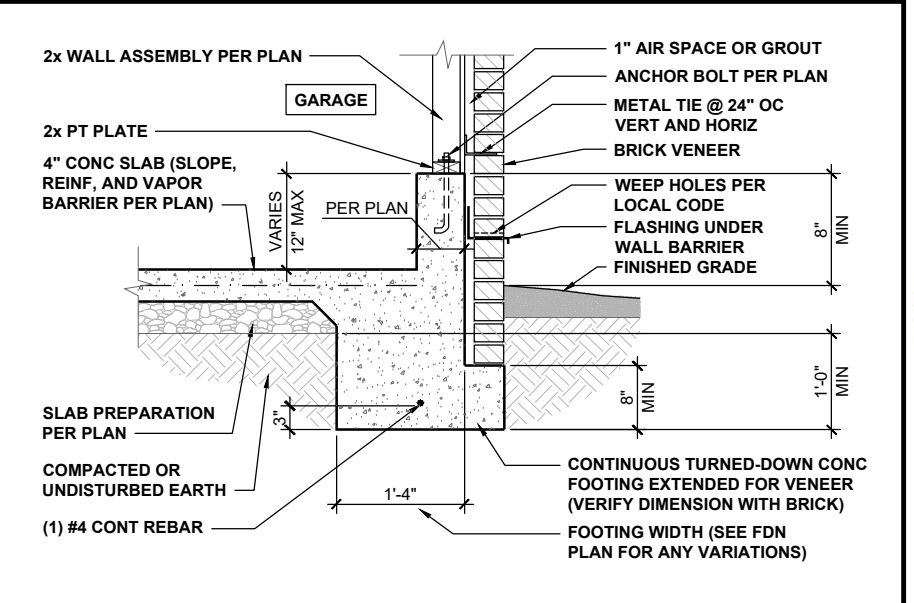 2x WALL ASSEMBLY PER PLAN
GARAGE
2x PT PLATE
4" CONC SLAB (SLOPE,
REINF, AND VAPOR
BARRIER PER PLAN)
VARIES
12" MAX
PER PLAN
1" AIR SPACE OR GROUT
ANCHOR BOLT PER PLAN
METAL TIE @ 24" OC
VERT AND HORIZ
BRICK VENEER
WEEP HOLES PER
LOCAL CODE
FLASHING UNDER
WALL BARRIER
FINISHED GRADE
8"
MIN
1'-0"
MIN
8"
MIN
3"
SLAB PREPARATION
PER PLAN
COMPACTED OR
UNDISTURBED EARTH
(1) #4 CONT REBAR
1'-4"
CONTINUOUS TURNED-DOWN CONC
FOOTING EXTENDED FOR VENEER
(VERIFY DIMENSION WITH BRICK)
FOOTING WIDTH (SEE FDN
PLAN FOR ANY VARIATIONS)